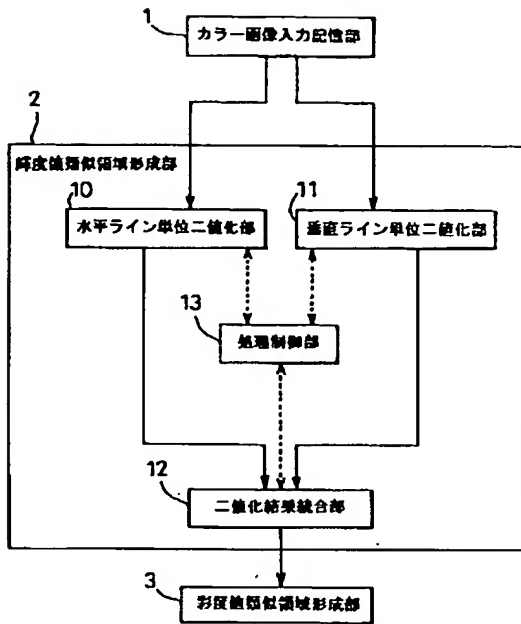 1
カラー画像入力記憶部
2
輝度値類似領域形成部
10
水平ライン単位二値化部
11
垂直ライン単位二値化部
13
処理制御部
12
二値化結果統合部
3
彩度値類似領域形成部